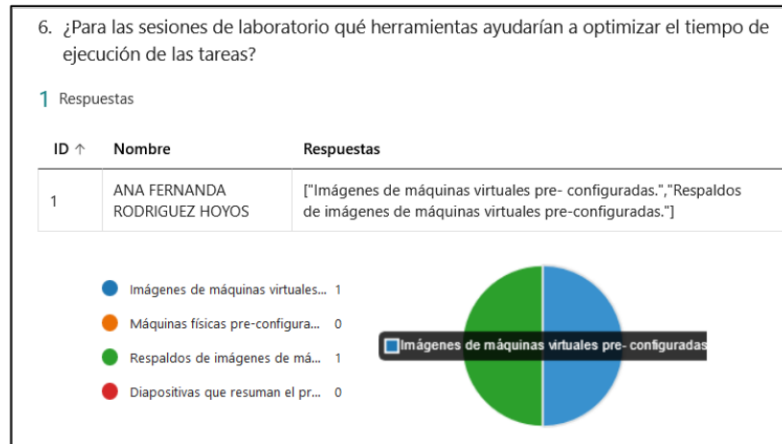 6. ¿Para las sesiones de laboratorio qué herramientas ayudarían a optimizar el tiempo de
ejecución de las tareas?
1 Respuestas
ID ↑ Nombre Respuestas
1 ANA FERNANDA RODRIGUEZ HOYOS ["Imágenes de máquinas virtuales pre- configuradas.","Respaldos
de imágenes de máquinas virtuales pre-configuradas."]
Imágenes de máquinas virtuales... 1
Máquinas físicas pre-configura... 0
Respaldos de imágenes de má... 1
Diapositivas que resuman el pr... 0
Imágenes de máquinas virtuales pre- configuradas